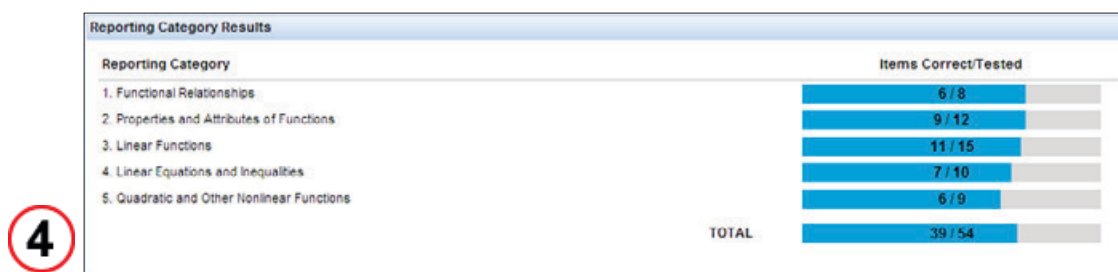 Reporting Category Results
Reporting Category Items Correct/Tested
1. Functional Relationships 6 / 8
2. Properties and Attributes of Functions 9 / 12
3. Linear Functions 11 / 15
4. Linear Equations and Inequalities 7 / 10
5. Quadratic and Other Nonlinear Functions 6 / 9
4 TOTAL 39 / 54